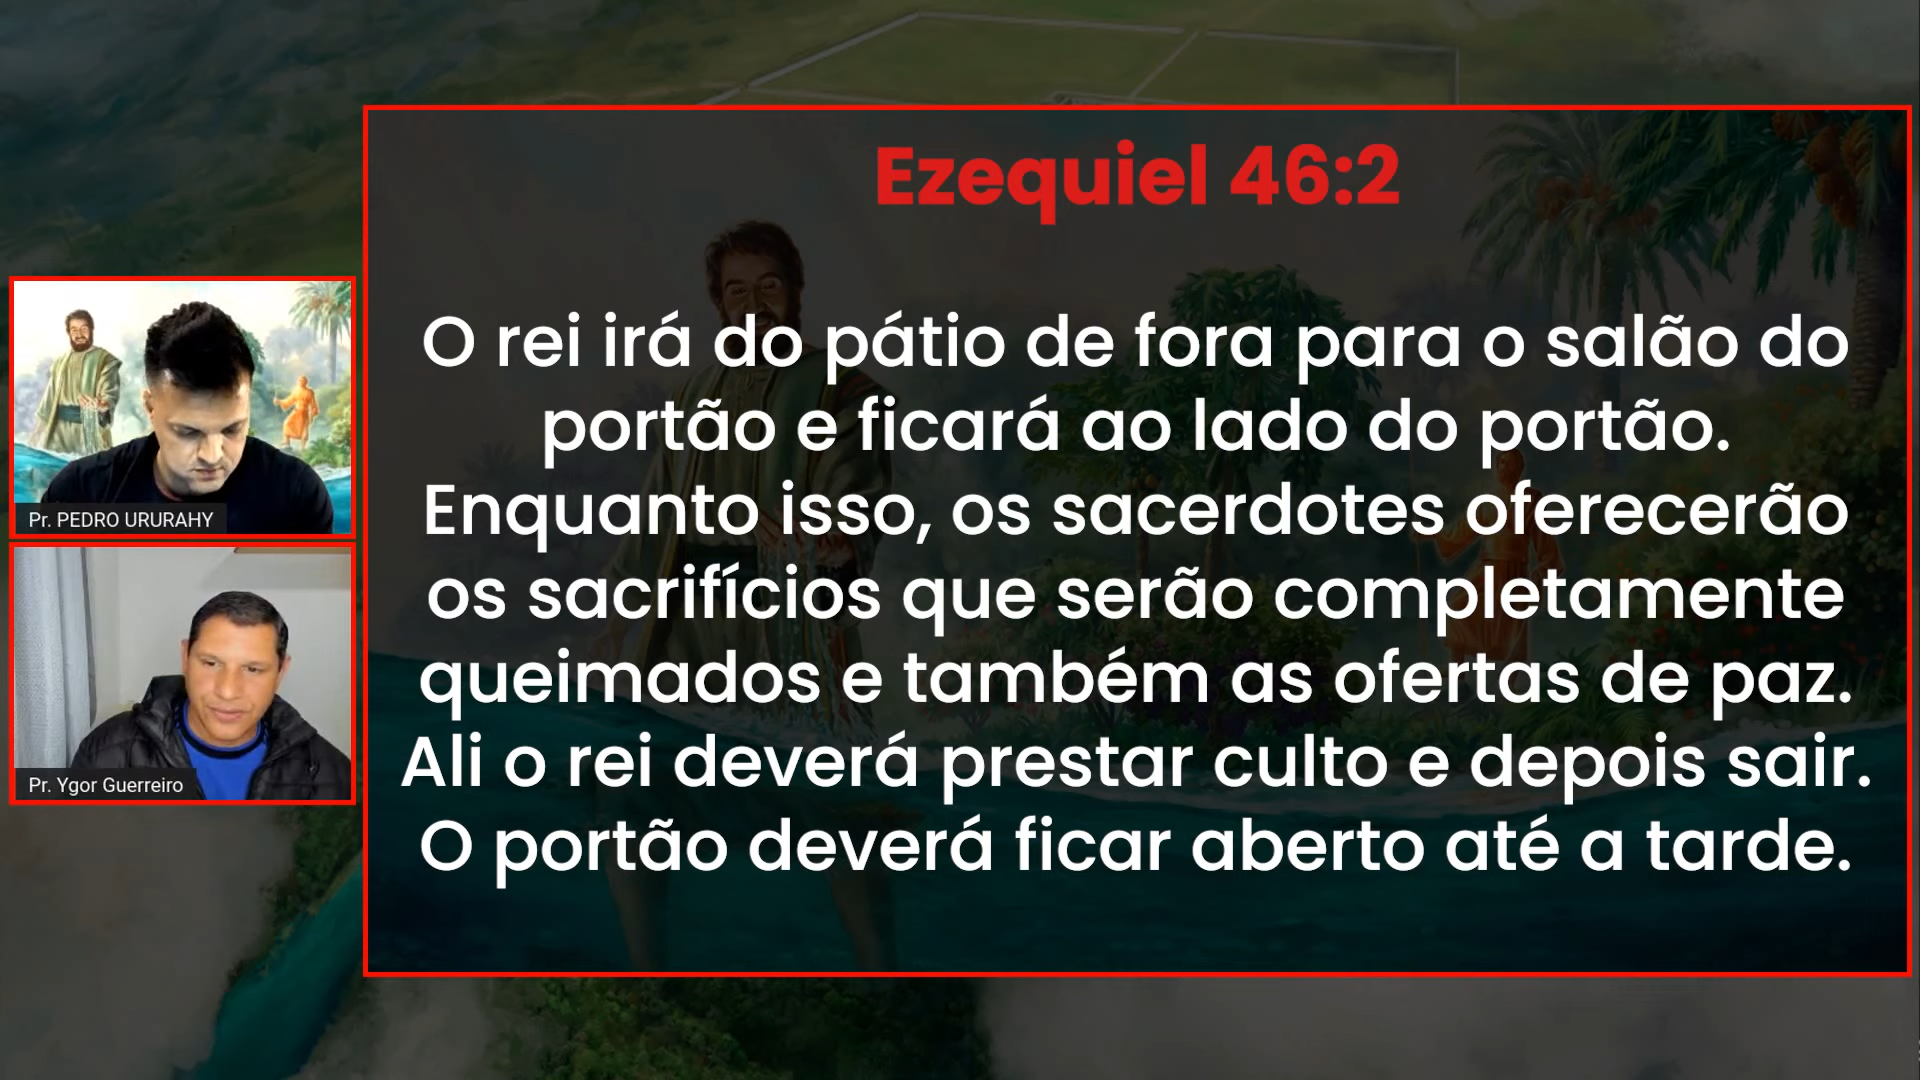 Ezequiel 46:2
O rei irá do pátio de fora para o salão do
portão e ficará ao lado do portão.
Enquanto isso, os sacerdotes oferecerão
os sacrifícios que serão completamente
queimados e também as ofertas de paz.
Ali o rei deverá prestar culto e depois sair.
O portão deverá ficar aberto até a tarde.
Pr. PEDRO URURAHY
Pr. Ygor Guerreiro